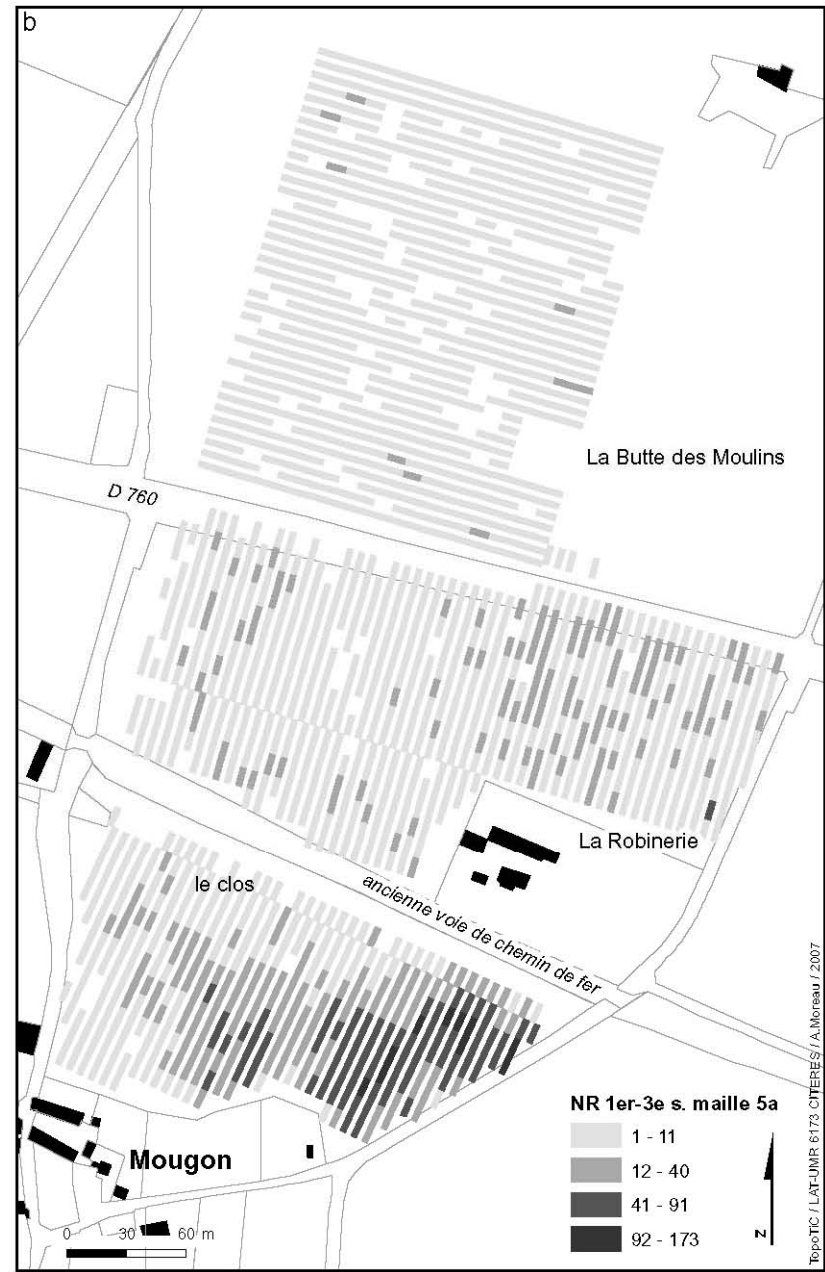 b
La Butte des Moulins
D 760
La Robinerie
le clos
ancienne voie de chemin de fer
Mougon
NR 1er-3e s. maille 5a
1 - 11
12 - 40
41 - 91
92 - 173
N
0 30 60 m
TopoTiC / LAT-UMR 6173 CITERES / A.Moreau / 2007